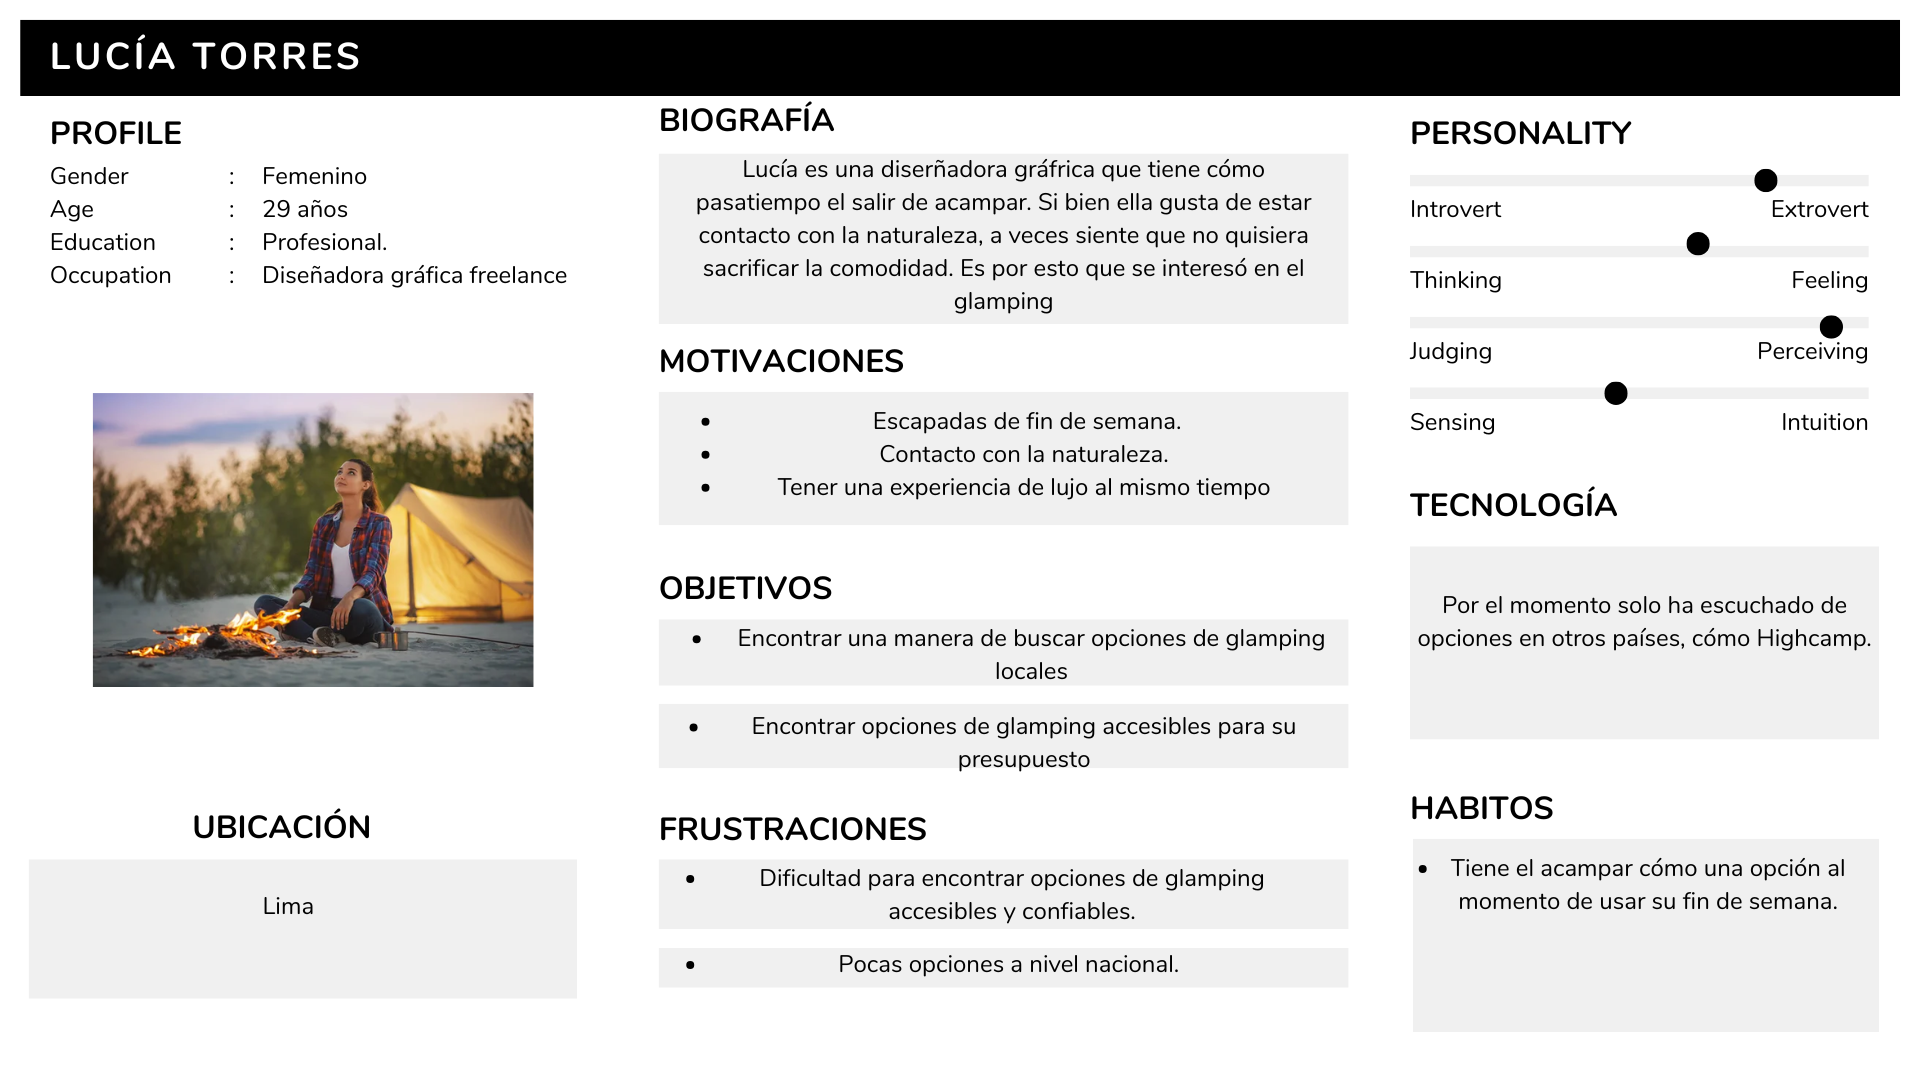 LUCÍA TORRES
PROFILE
Gender : Femenino
Age : 29 años
Education : Profesional.
Occupation : Diseñadora gráfica freelance
UBICACIÓN
Lima
BIOGRAFÍA
Lucía es una diserñadora gráfrica que tiene cómo
pasatiempo el salir de acampar. Si bien ella gusta de estar
contacto con la naturaleza, a veces siente que no quisiera
sacrificar la comodidad. Es por esto que se interesó en el
glamping
MOTIVACIONES
• Escapadas de fin de semana.
• Contacto con la naturaleza.
• Tener una experiencia de lujo al mismo tiempo
OBJETIVOS
• Encontrar una manera de buscar opciones de glamping
locales
• Encontrar opciones de glamping accesibles para su
presupuesto
FRUSTRACIONES
• Dificultad para encontrar opciones de glamping
accesibles y confiables.
• Pocas opciones a nivel nacional.
PERSONALITY
Introvert Extrovert
Thinking Feeling
Judging Perceiving
Sensing Intuition
TECNOLOGÍA
Por el momento solo ha escuchado de
opciones en otros países, cómo Highcamp.
HABITOS
• Tiene el acampar cómo una opción al
momento de usar su fin de semana.